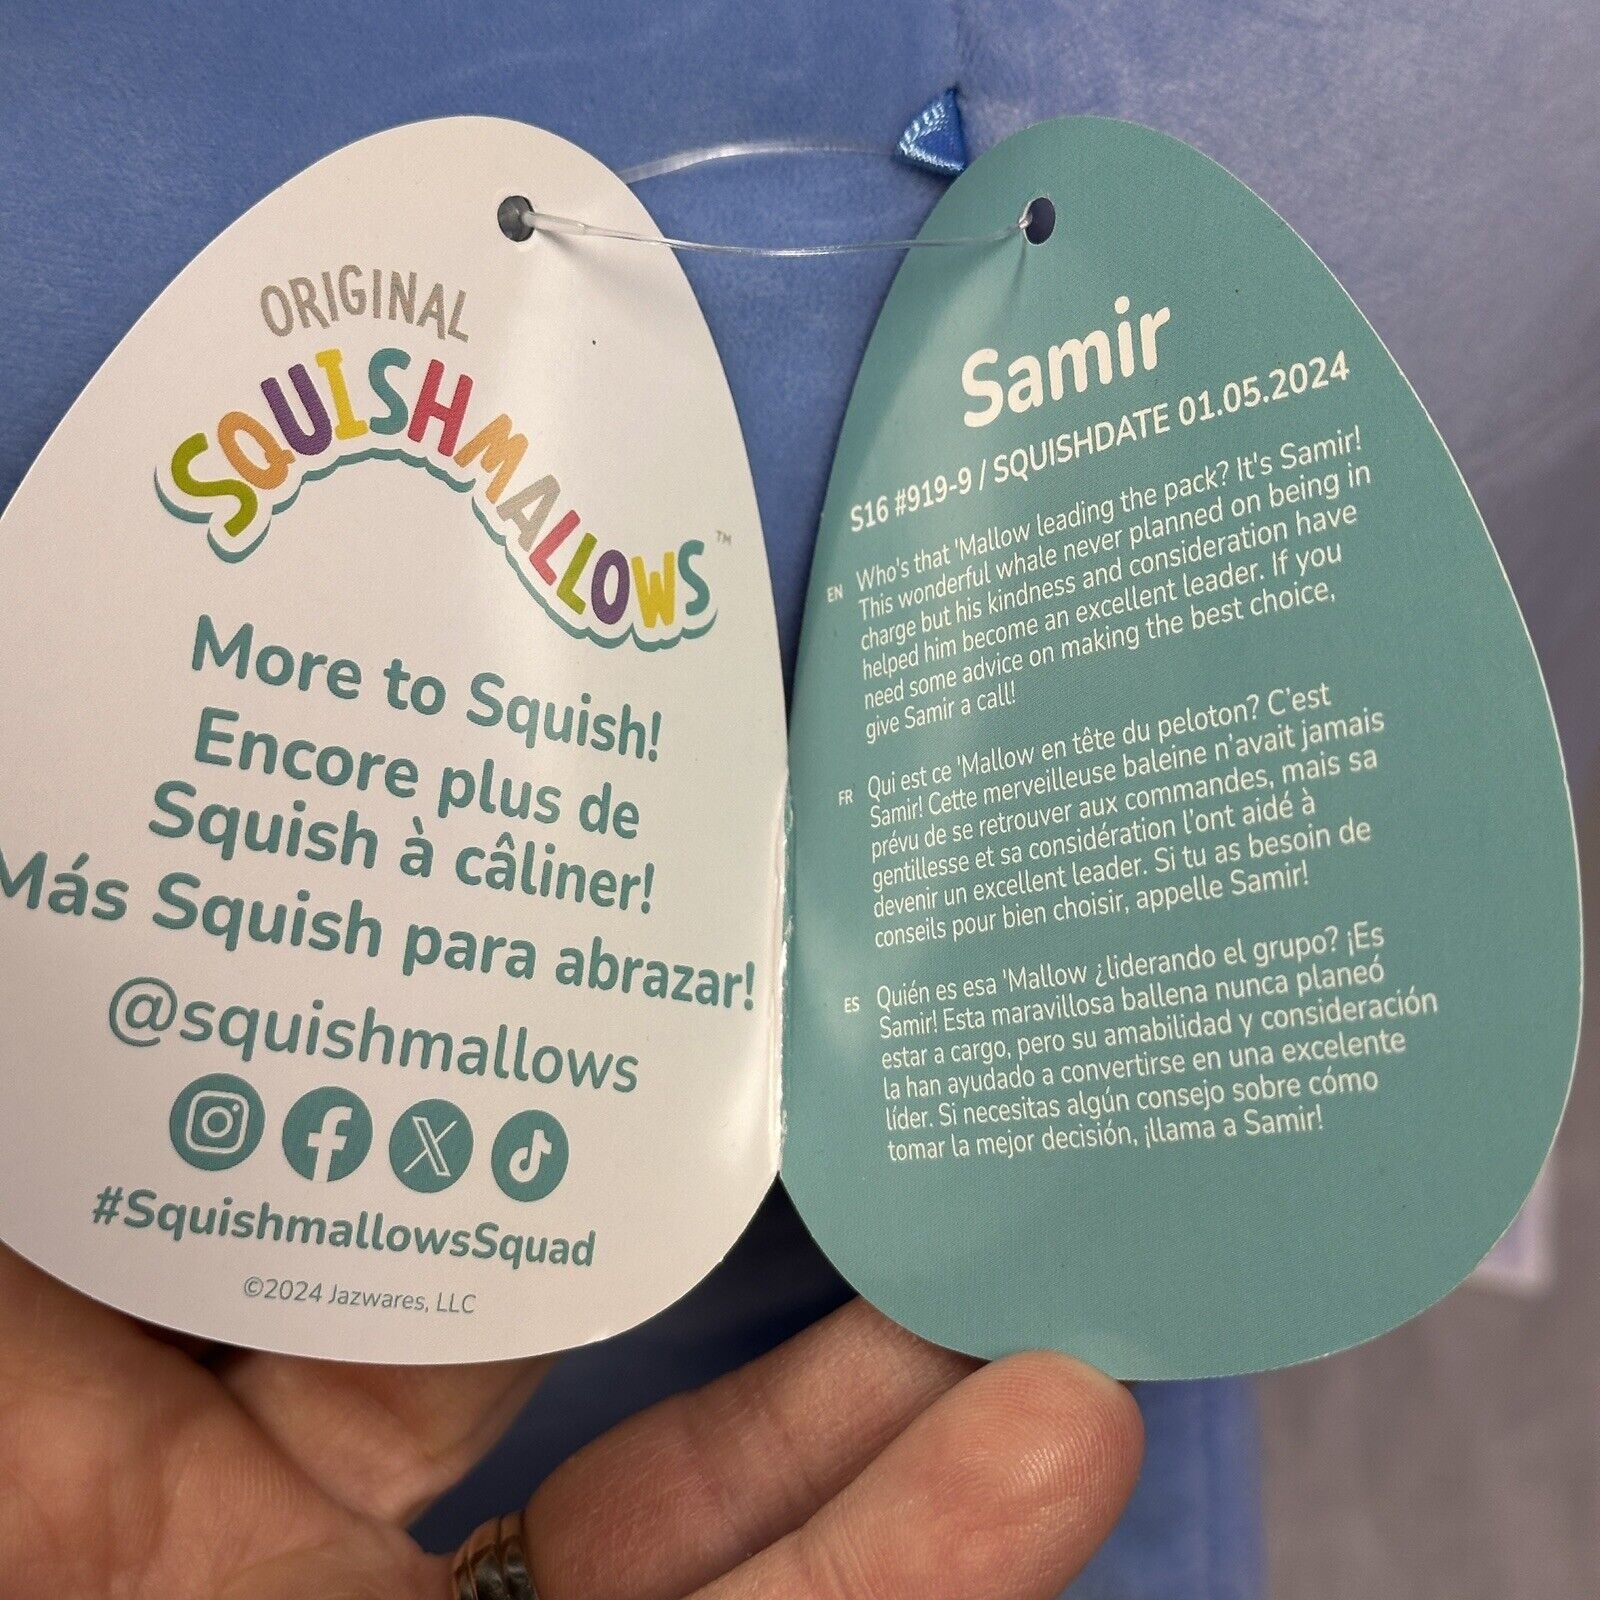 ORIGINAL
SQUISHMALLOWS™
More to Squish!
Encore plus de
Squish à câliner!
Más Squish para abrazar!
@squishmallows
#SquishmallowsSquad
©2024 Jazwares, LLC
Samir
S16 #919-9 / SQUISHDATE 01.05.2024
EN Who's that 'Mallow leading the pack? It's Samir!
This wonderful whale never planned on being in
charge but his kindness and consideration have
helped him become an excellent leader. If you
need some advice on making the best choice,
give Samir a call!
FR Qui est ce 'Mallow en tête du peloton? C'est
Samir! Cette merveilleuse baleine n'avait jamais
prévu de se retrouver aux commandes, mais sa
gentillesse et sa considération l'ont aidé à
devenir un excellent leader. Si tu as besoin de
conseils pour bien choisir, appelle Samir!
ES Quién es esa 'Mallow ¿liderando el grupo? ¡Es
Samir! Esta maravillosa ballena nunca planeó
estar a cargo, pero su amabilidad y consideración
la han ayudado a convertirse en una excelente
líder. Si necesitas algún consejo sobre cómo
tomar la mejor decisión, ¡llama a Samir!